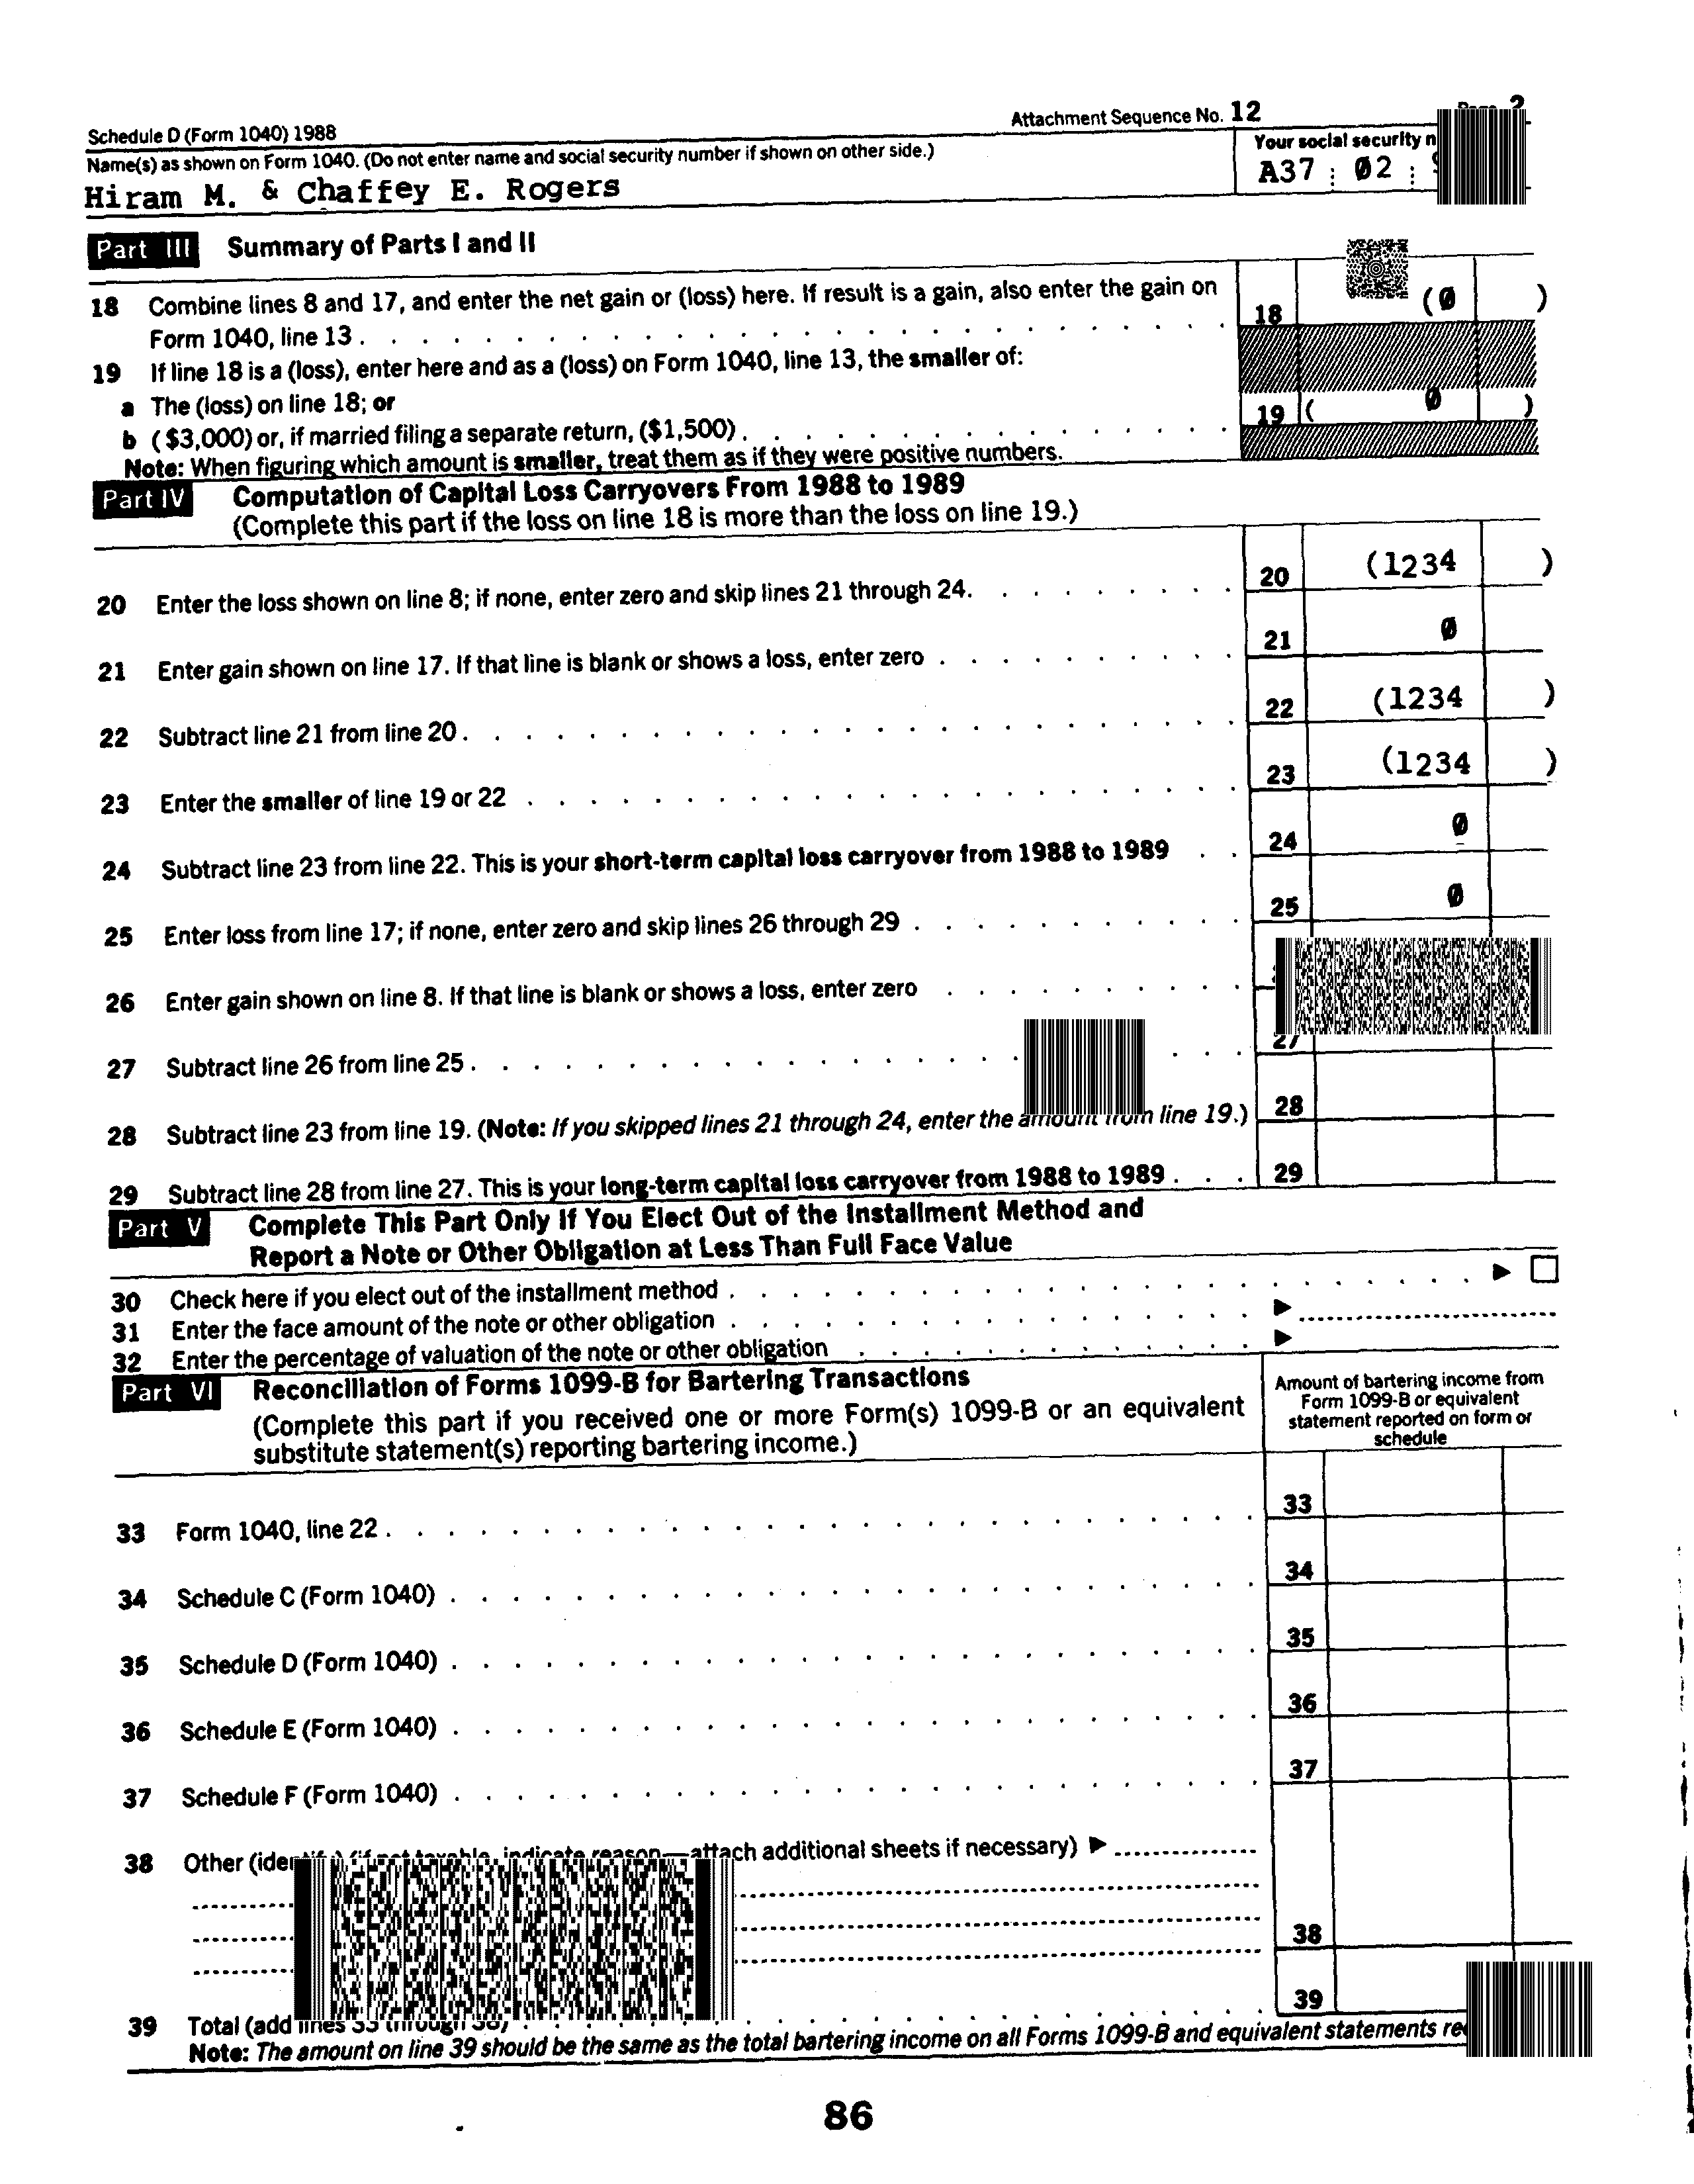 Schedule D (Form 1040) 1988
Attachment Sequence No. 12
2
Name(s) as shown on Form 1040. (Do not enter name and social security number if shown on other side.)
Your social security
Hiram M. & Chaffey E. Rogers
A37 : 02 :
Part III Summary of Parts I and II
18 Combine lines 8 and 17, and enter the net gain or (loss) here. If result is a gain, also enter the gain on
Form 1040, line 13 . . . 18 (0 )
19 If line 18 is a (loss), enter here and as a (loss) on Form 1040, line 13, the smaller of:
a The (loss) on line 18; or
b ($3,000) or, if married filing a separate return, ($1,500) . . . 19 ( 0 )
Note: When figuring which amount is smaller, treat them as if they were positive numbers.
Part IV Computation of Capital Loss Carryovers From 1988 to 1989
(Complete this part if the loss on line 18 is more than the loss on line 19.)
20 Enter the loss shown on line 8; if none, enter zero and skip lines 21 through 24. . . . 20 (1234 )
21 Enter gain shown on line 17. If that line is blank or shows a loss, enter zero . . . 21 0
22 Subtract line 21 from line 20 . . . 22 (1234 )
23 Enter the smaller of line 19 or 22 . . . 23 (1234 )
24 Subtract line 23 from line 22. This is your short-term capital loss carryover from 1988 to 1989 . . 24 0
25 Enter loss from line 17; if none, enter zero and skip lines 26 through 29 . . . 25 0
26 Enter gain shown on line 8. If that line is blank or shows a loss, enter zero . . .
27 Subtract line 26 from line 25 . . . 27
28 Subtract line 23 from line 19. (Note: If you skipped lines 21 through 24, enter the amount from line 19.) 28
29 Subtract line 28 from line 27. This is your long-term capital loss carryover from 1988 to 1989 . . . 29
Part V Complete This Part Only If You Elect Out of the Installment Method and
Report a Note or Other Obligation at Less Than Full Face Value
30 Check here if you elect out of the installment method . . . ▶ ☐
31 Enter the face amount of the note or other obligation . . . ▶
32 Enter the percentage of valuation of the note or other obligation . . . ▶
Part VI Reconciliation of Forms 1099-B for Bartering Transactions
(Complete this part if you received one or more Form(s) 1099-B or an equivalent
substitute statement(s) reporting bartering income.)
Amount of bartering income from
Form 1099-B or equivalent
statement reported on form or
schedule
33 Form 1040, line 22 . . . 33
34 Schedule C (Form 1040) . . . 34
35 Schedule D (Form 1040) . . . 35
36 Schedule E (Form 1040) . . . 36
37 Schedule F (Form 1040) . . . 37
38 Other (identify) (if not taxable, indicate reason—attach additional sheets if necessary) ▶
38
39 Total (add lines 33 through 38) . . . 39
Note: The amount on line 39 should be the same as the total bartering income on all Forms 1099-B and equivalent statements
86